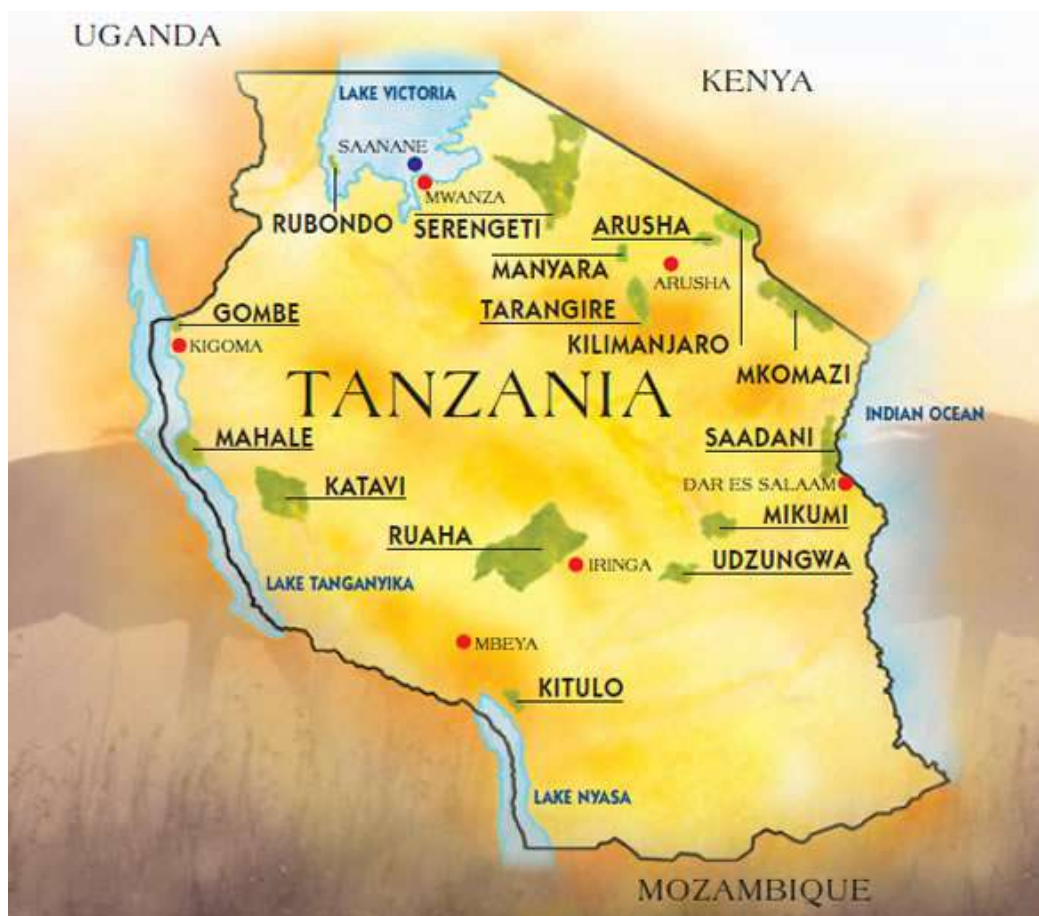 UGANDA
KENYA
LAKE VICTORIA
SAANANE
MWANZA
RUBONDO
SERENGETI
ARUSHA
MANYARA
ARUSHA
TARANGIRE
GOMBE
KIGOMA
KILIMANJARO
MKOMAZI
TANZANIA
INDIAN OCEAN
MAHALE
SAADANI
KATAVI
DAR ES SALAAM
MIKUMI
RUAHA
IRINGA
UDZUNGWA
LAKE TANGANYIKA
MBEYA
KITULO
LAKE NYASA
MOZAMBIQUE